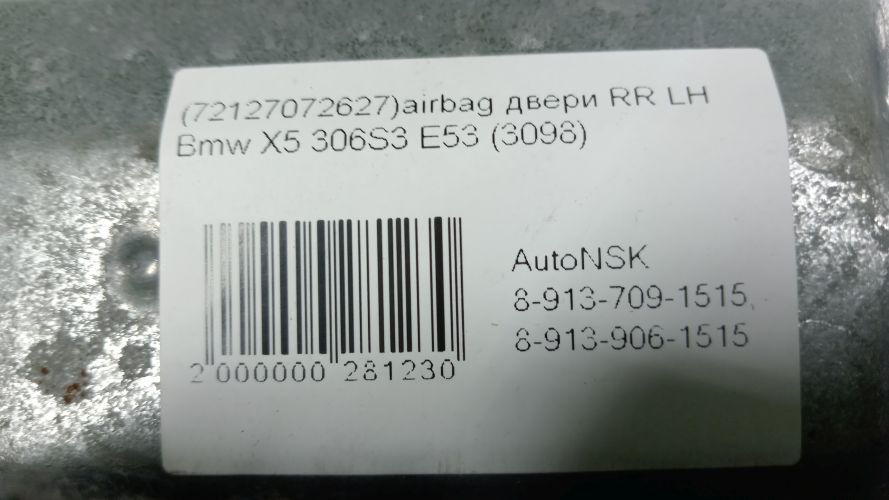 (72127072627)airbag двери RR LH
Bmw X5 306S3 E53 (3098)
AutoNSK
8-913-709-1515,
8-913-906-1515
2 000000 281230